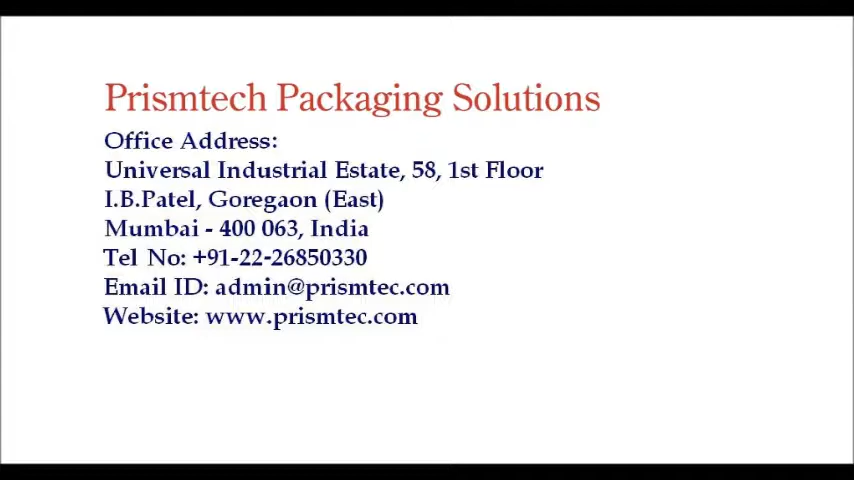 Prismtech Packaging Solutions
Office Address:
Universal Industrial Estate, 58, 1st Floor
I.B.Patel, Goregaon (East)
Mumbai - 400 063, India
Tel No: +91-22-26850330
Email ID: admin@prismtec.com
Website: www.prismtec.com